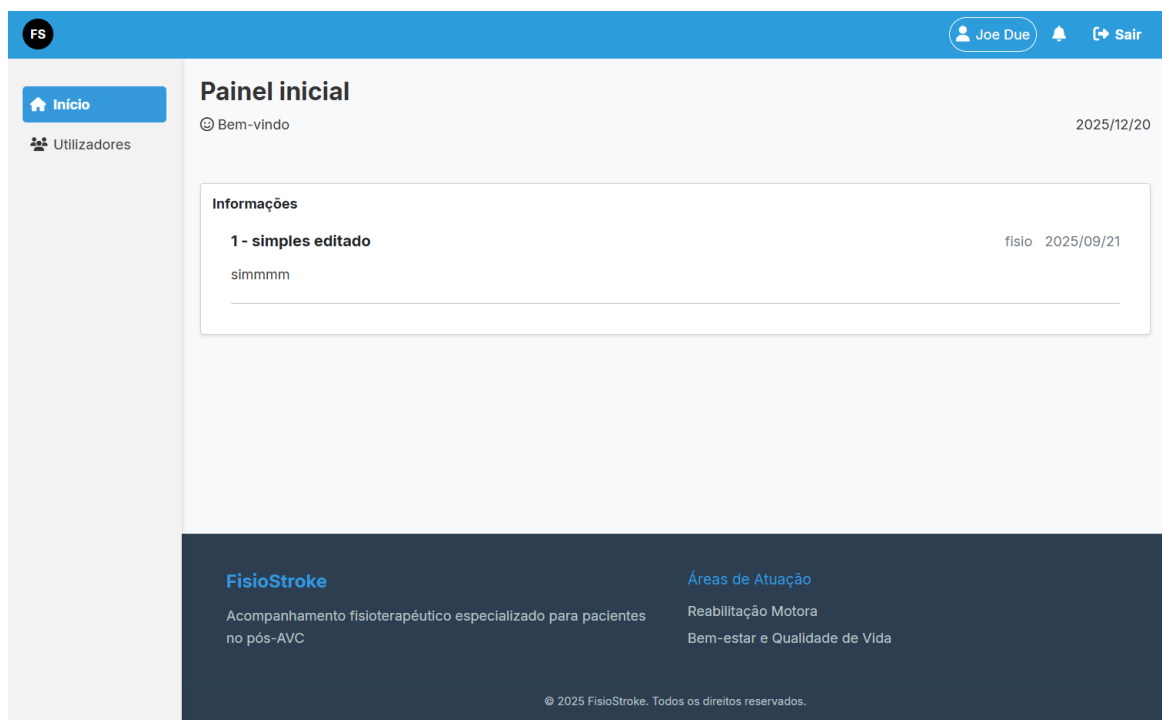 FS
Joe Due
Sair
Início
Utilizadores
Painel inicial
Bem-vindo
2025/12/20
Informações
1 - simples editado
fisio 2025/09/21
simmmm
FisioStroke
Acompanhamento fisioterapéutico especializado para pacientes
no pós-AVC
Áreas de Atuação
Reabilitação Motora
Bem-estar e Qualidade de Vida
© 2025 FisioStroke. Todos os direitos reservados.